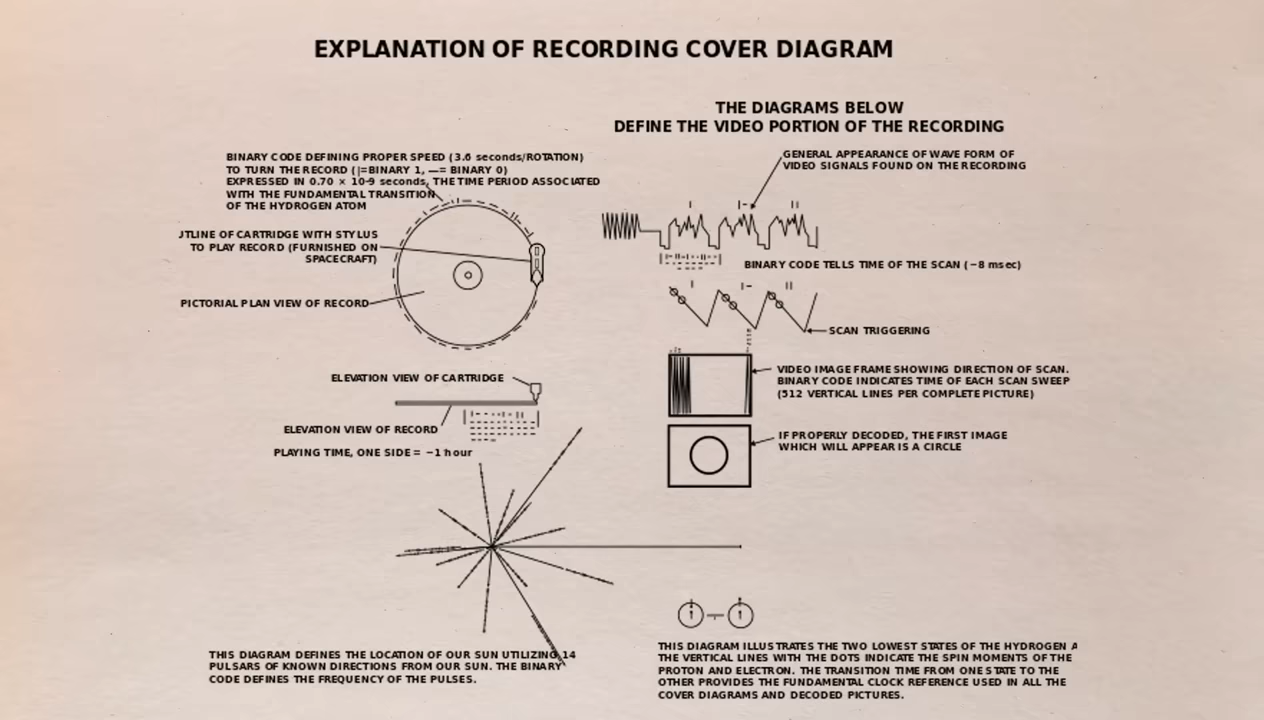 EXPLANATION OF RECORDING COVER DIAGRAM
THE DIAGRAMS BELOW
DEFINE THE VIDEO PORTION OF THE RECORDING
BINARY CODE DEFINING PROPER SPEED (3.6 seconds/ROTATION)
TO TURN THE RECORD (|=BINARY 1, —= BINARY 0)
EXPRESSED IN 0.70 × 10-9 seconds, THE TIME PERIOD ASSOCIATED
WITH THE FUNDAMENTAL TRANSITION
OF THE HYDROGEN ATOM
JTLINE OF CARTRIDGE WITH STYLUS
TO PLAY RECORD (FURNISHED ON
SPACECRAFT)
PICTORIAL PLAN VIEW OF RECORD
ELEVATION VIEW OF CARTRIDGE
ELEVATION VIEW OF RECORD
PLAYING TIME, ONE SIDE = ~1 hour
THIS DIAGRAM DEFINES THE LOCATION OF OUR SUN UTILIZING 14
PULSARS OF KNOWN DIRECTIONS FROM OUR SUN. THE BINARY
CODE DEFINES THE FREQUENCY OF THE PULSES.
GENERAL APPEARANCE OF WAVE FORM OF
VIDEO SIGNALS FOUND ON THE RECORDING
BINARY CODE TELLS TIME OF THE SCAN (~8 msec)
SCAN TRIGGERING
VIDEO IMAGE FRAME SHOWING DIRECTION OF SCAN.
BINARY CODE INDICATES TIME OF EACH SCAN SWEEP
(512 VERTICAL LINES PER COMPLETE PICTURE)
IF PROPERLY DECODED, THE FIRST IMAGE
WHICH WILL APPEAR IS A CIRCLE
THIS DIAGRAM ILLUSTRATES THE TWO LOWEST STATES OF THE HYDROGEN A
THE VERTICAL LINES WITH THE DOTS INDICATE THE SPIN MOMENTS OF THE
PROTON AND ELECTRON. THE TRANSITION TIME FROM ONE STATE TO THE
OTHER PROVIDES THE FUNDAMENTAL CLOCK REFERENCE USED IN ALL THE
COVER DIAGRAMS AND DECODED PICTURES.